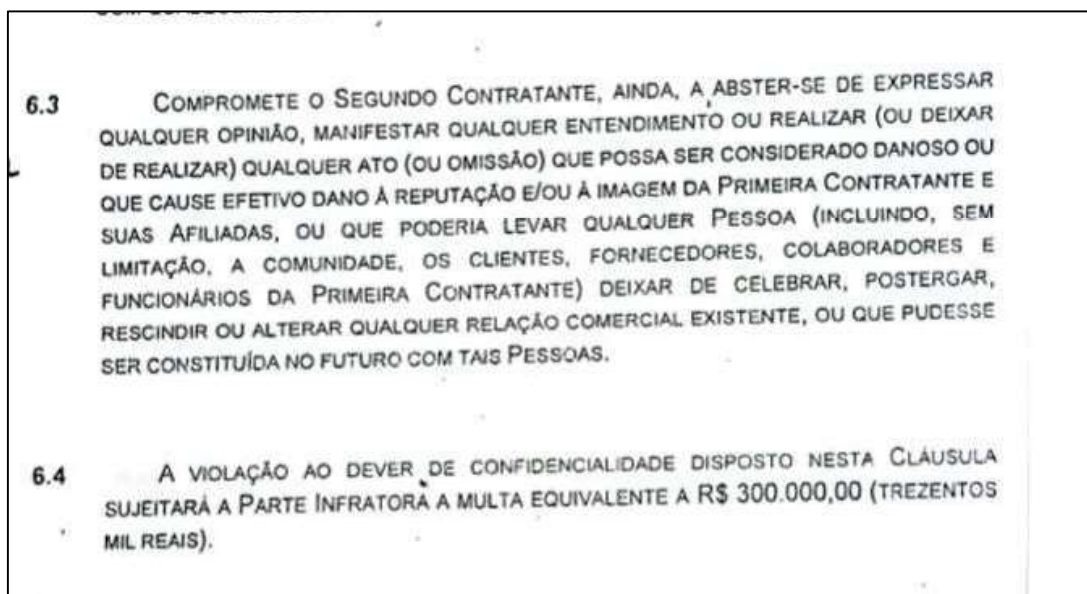 6.3 COMPROMETE O SEGUNDO CONTRATANTE, AINDA, A ABSTER-SE DE EXPRESSAR
QUALQUER OPINIÃO, MANIFESTAR QUALQUER ENTENDIMENTO OU REALIZAR (OU DEIXAR
DE REALIZAR) QUALQUER ATO (OU OMISSÃO) QUE POSSA SER CONSIDERADO DANOSO OU
QUE CAUSE EFETIVO DANO À REPUTAÇÃO E/OU À IMAGEM DA PRIMEIRA CONTRATANTE E
SUAS AFILIADAS, OU QUE PODERIA LEVAR QUALQUER PESSOA (INCLUINDO, SEM
LIMITAÇÃO, A COMUNIDADE, OS CLIENTES, FORNECEDORES, COLABORADORES E
FUNCIONÁRIOS DA PRIMEIRA CONTRATANTE) DEIXAR DE CELEBRAR, POSTERGAR,
RESCINDIR OU ALTERAR QUALQUER RELAÇÃO COMERCIAL EXISTENTE, OU QUE PUDESSE
SER CONSTITUÍDA NO FUTURO COM TAIS PESSOAS.
6.4 A VIOLAÇÃO AO DEVER DE CONFIDENCIALIDADE DISPOSTO NESTA CLÁUSULA
SUJEITARÁ A PARTE INFRATORA A MULTA EQUIVALENTE A R$ 300.000,00 (TREZENTOS
MIL REAIS).